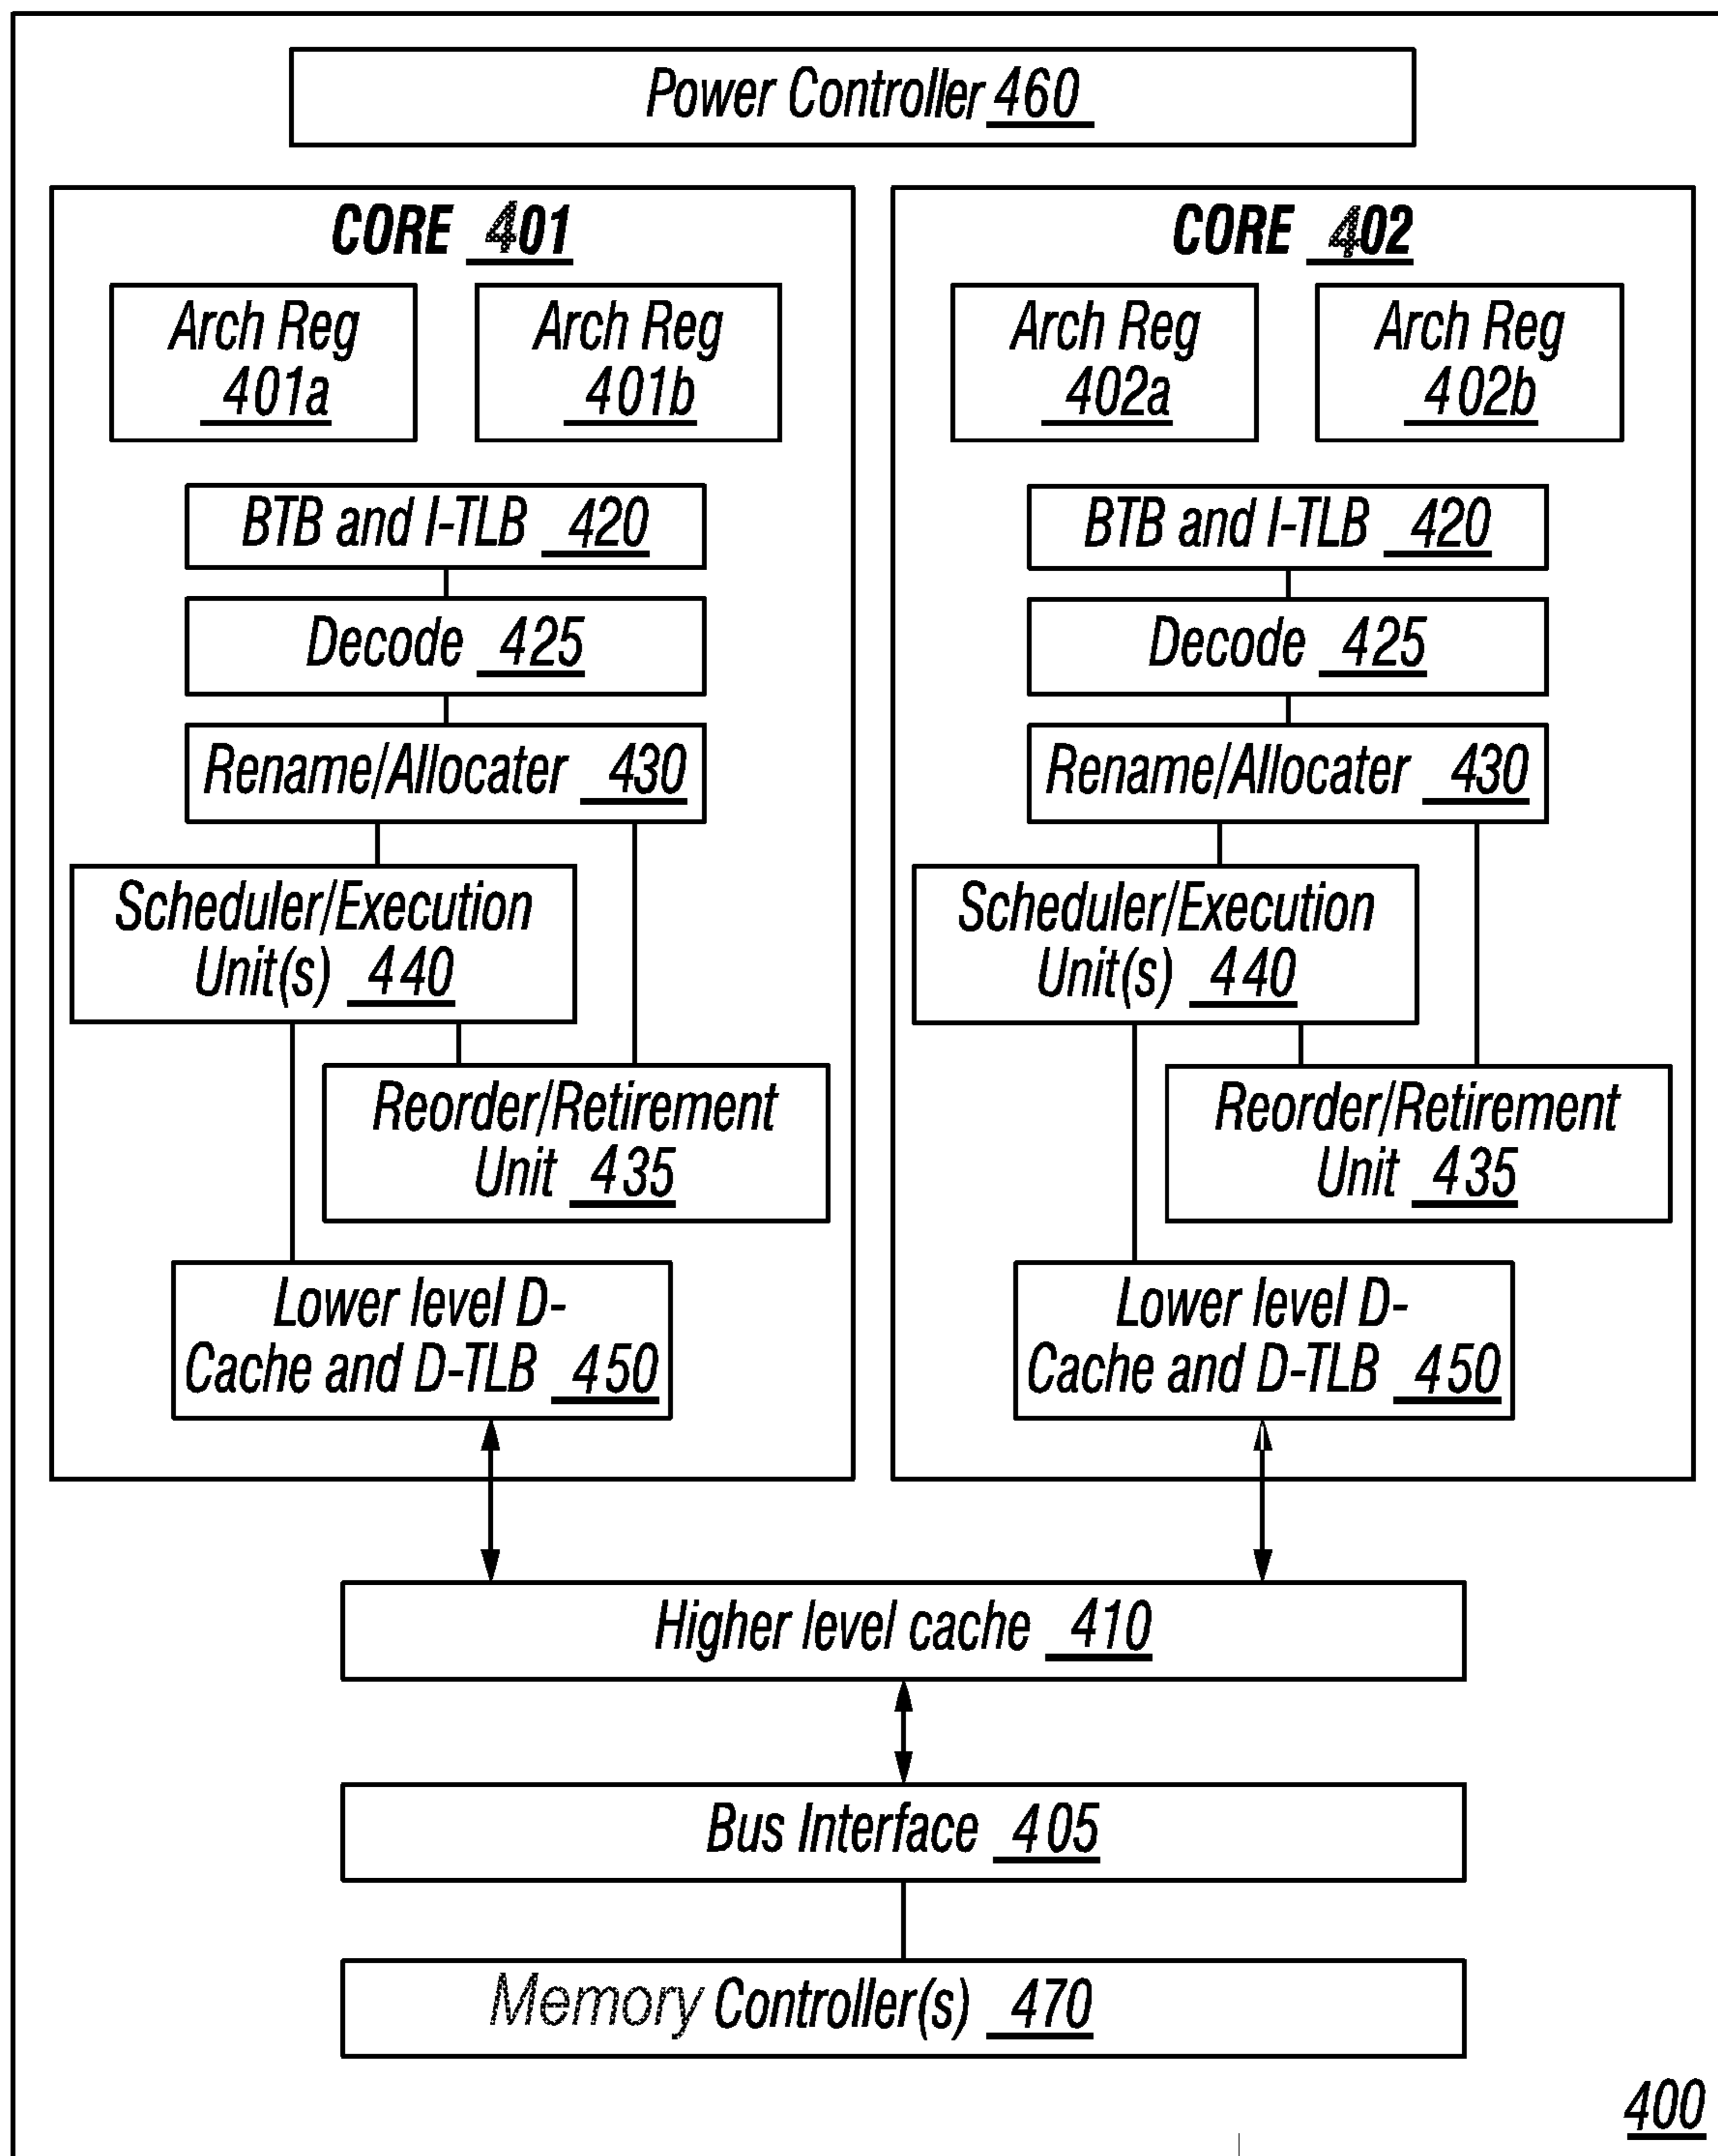 Power Controller 460
CORE 401
Arch Reg
401a
Arch Reg
401b
BTB and I-TLB 420
Decode 425
Rename/Allocater 430
Scheduler/Execution
Unit(s) 440
Reorder/Retirement
Unit 435
Lower level D-
Cache and D-TLB 450
CORE 402
Arch Reg
402a
Arch Reg
402b
BTB and I-TLB 420
Decode 425
Rename/Allocater 430
Scheduler/Execution
Unit(s) 440
Reorder/Retirement
Unit 435
Lower level D-
Cache and D-TLB 450
Higher level cache 410
Bus Interface 405
Memory Controller(s) 470
400